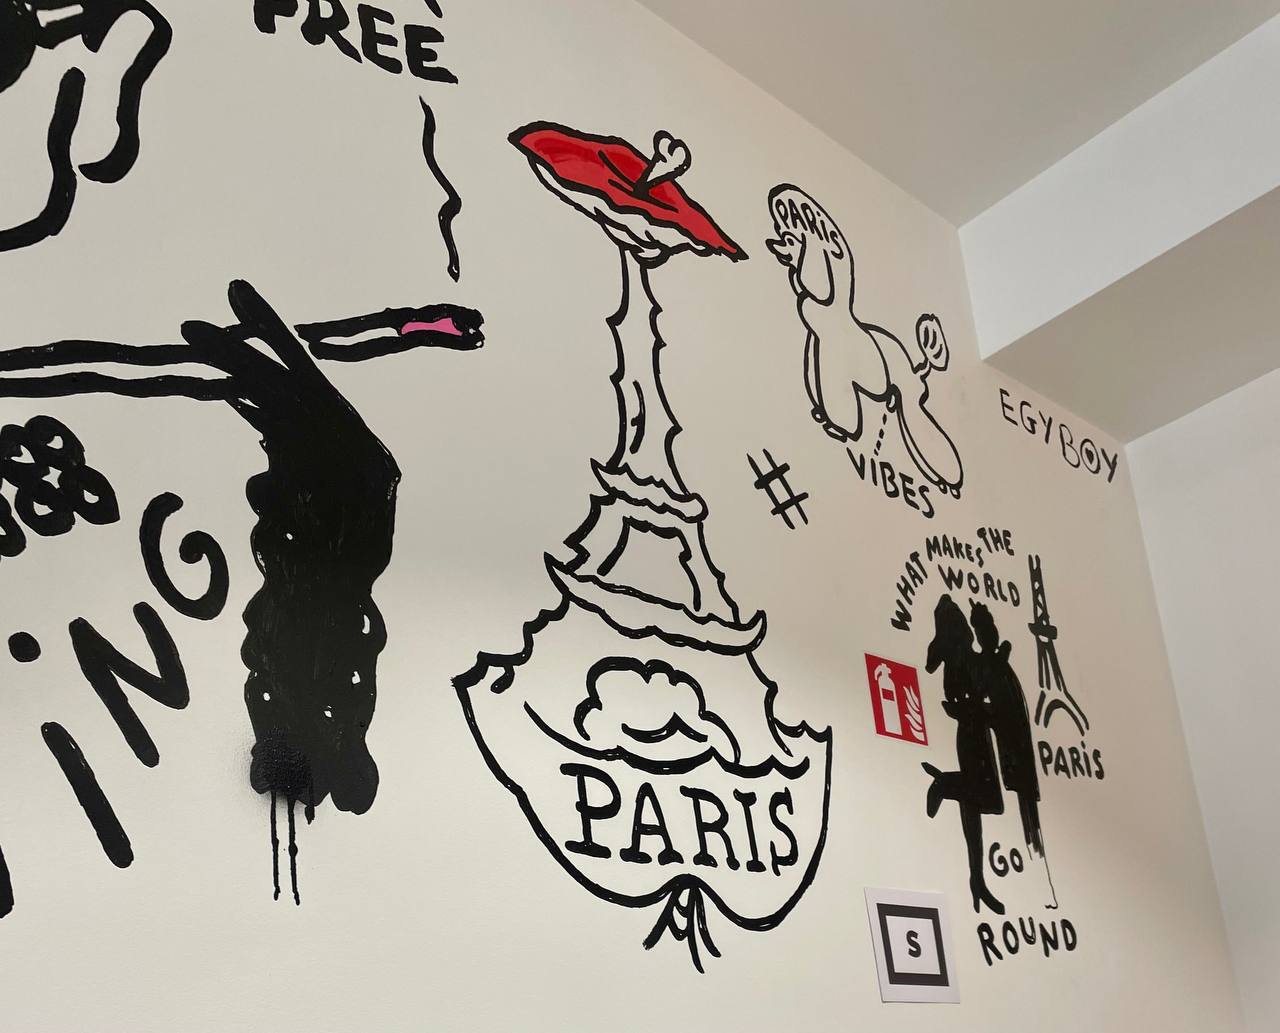 FREE
iNG
PARIS
PARiS
ViBES
#
EGYBOY
WHAT MAKES THE
WORLD
PARiS
GO
ROUND
S